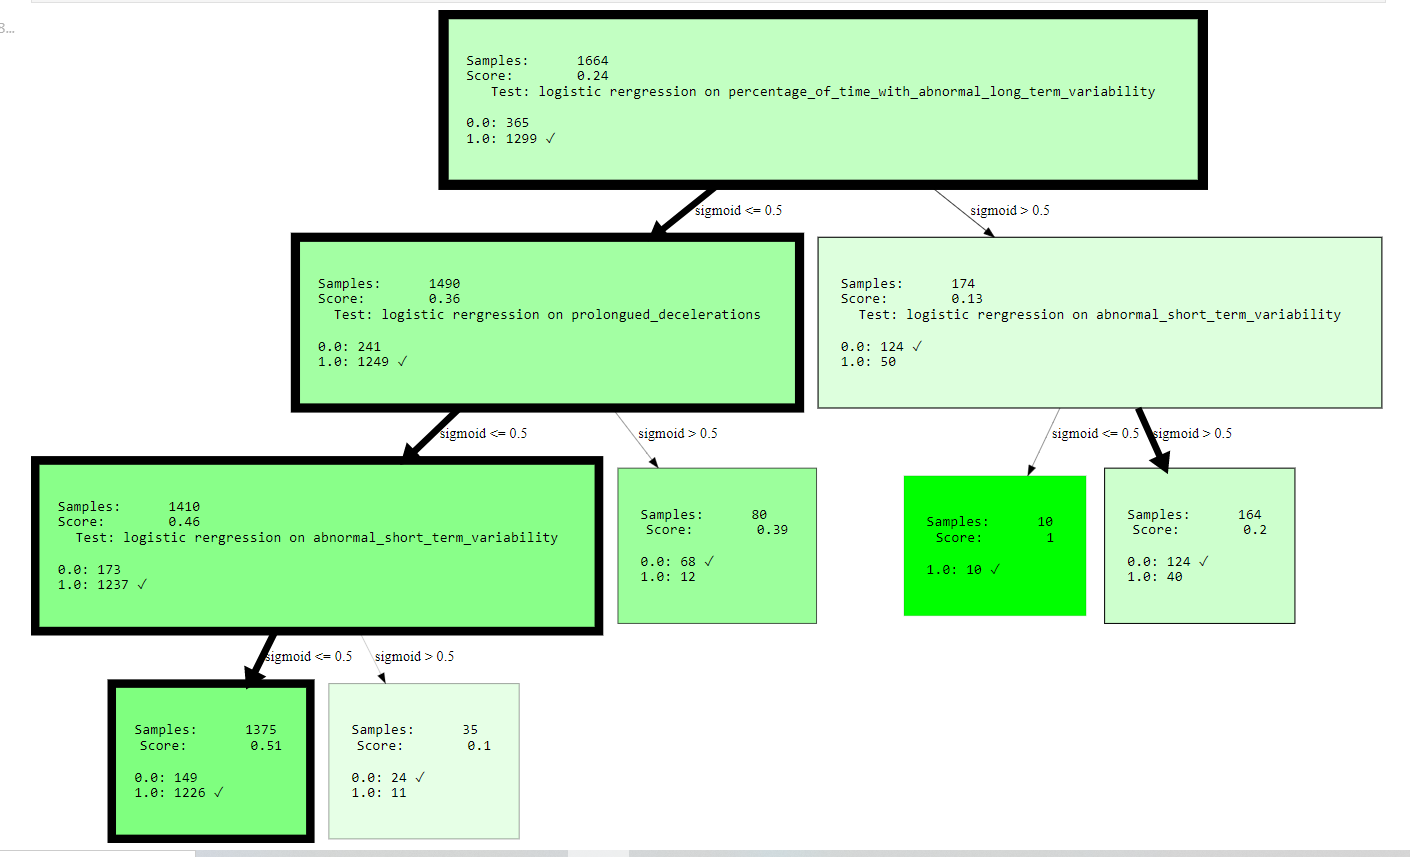 8...
Samples: 1664
Score: 0.24
Test: logistic rergression on percentage_of_time_with_abnormal_long_term_variability
0.0: 365
1.0: 1299 ✓
sigmoid <= 0.5
sigmoid > 0.5
Samples: 1490
Score: 0.36
Test: logistic rergression on prolongued_decelerations
0.0: 241
1.0: 1249 ✓
Samples: 174
Score: 0.13
Test: logistic rergression on abnormal_short_term_variability
0.0: 124 ✓
1.0: 50
sigmoid <= 0.5
sigmoid > 0.5
sigmoid <= 0.5
sigmoid > 0.5
Samples: 1410
Score: 0.46
Test: logistic rergression on abnormal_short_term_variability
0.0: 173
1.0: 1237 ✓
Samples: 80
Score: 0.39
0.0: 68 ✓
1.0: 12
Samples: 10
Score: 1
1.0: 10 ✓
Samples: 164
Score: 0.2
0.0: 124 ✓
1.0: 40
sigmoid <= 0.5
sigmoid > 0.5
Samples: 1375
Score: 0.51
0.0: 149
1.0: 1226 ✓
Samples: 35
Score: 0.1
0.0: 24 ✓
1.0: 11